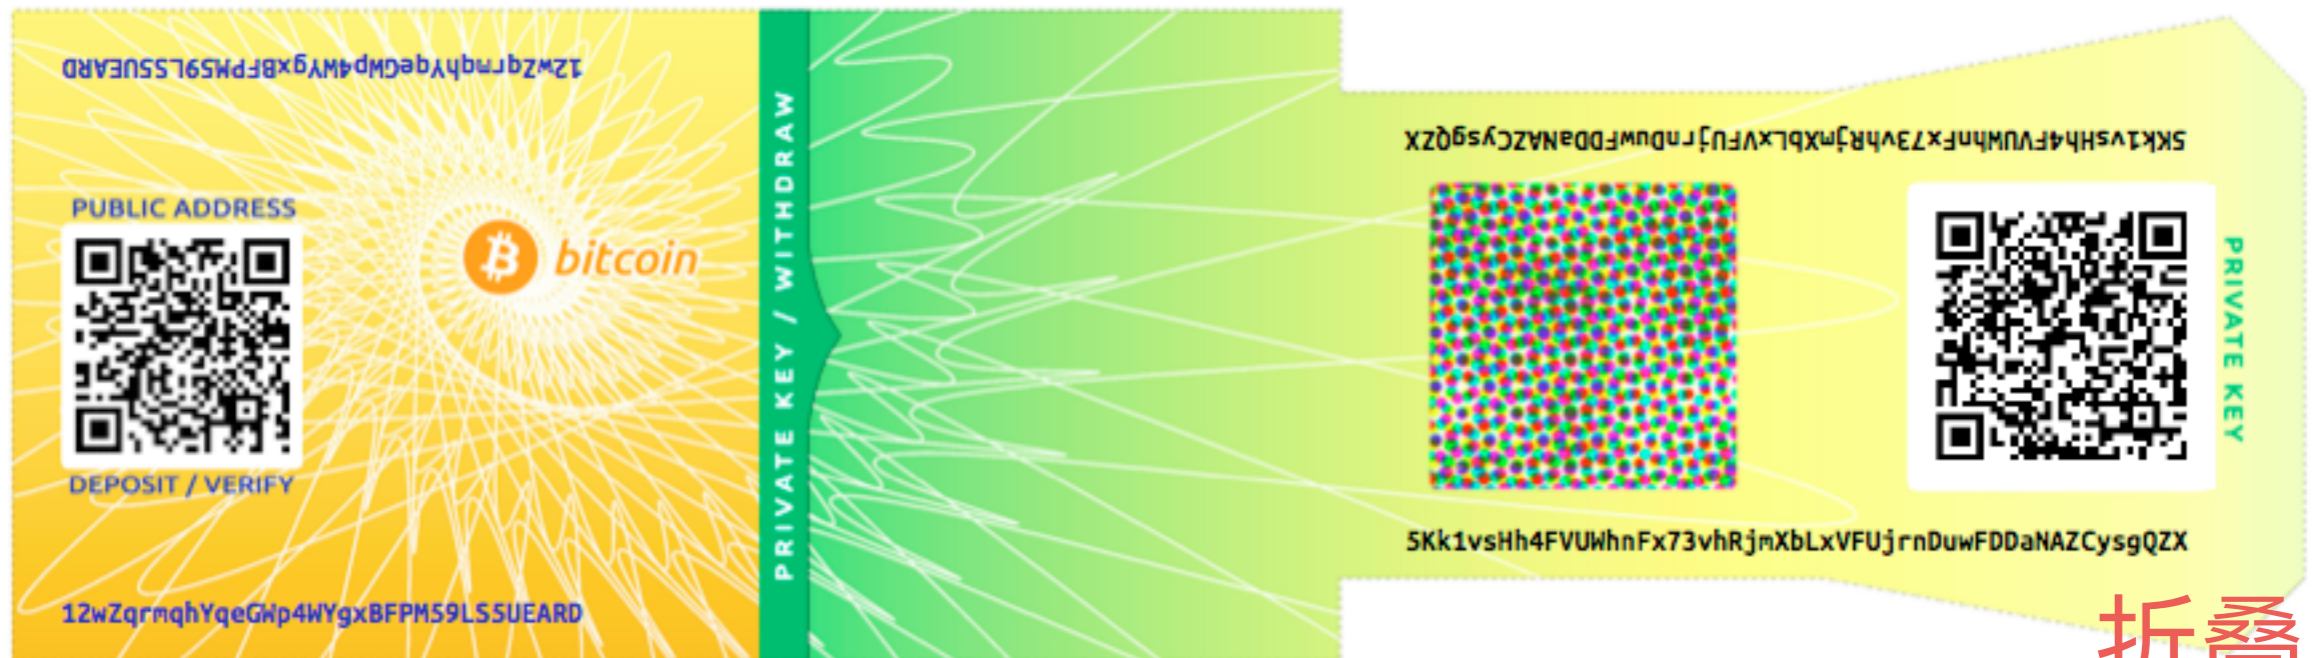 12wZqrmqhYqeGWp4WYgxBFPM59LS5UEARD
PUBLIC ADDRESS
bitcoin
DEPOSIT / VERIFY
12wZqrmqhYqeGWp4WYgxBFPM59LS5UEARD
PRIVATE KEY / WITHDRAW
5Kk1vsHh4FVUWhnFx73vhRjmXbLxVFUjrnDuwFDDaNAZCysgQZX
PRIVATE KEY
5Kk1vsHh4FVUWhnFx73vhRjmXbLxVFUjrnDuwFDDaNAZCysgQZX
折叠